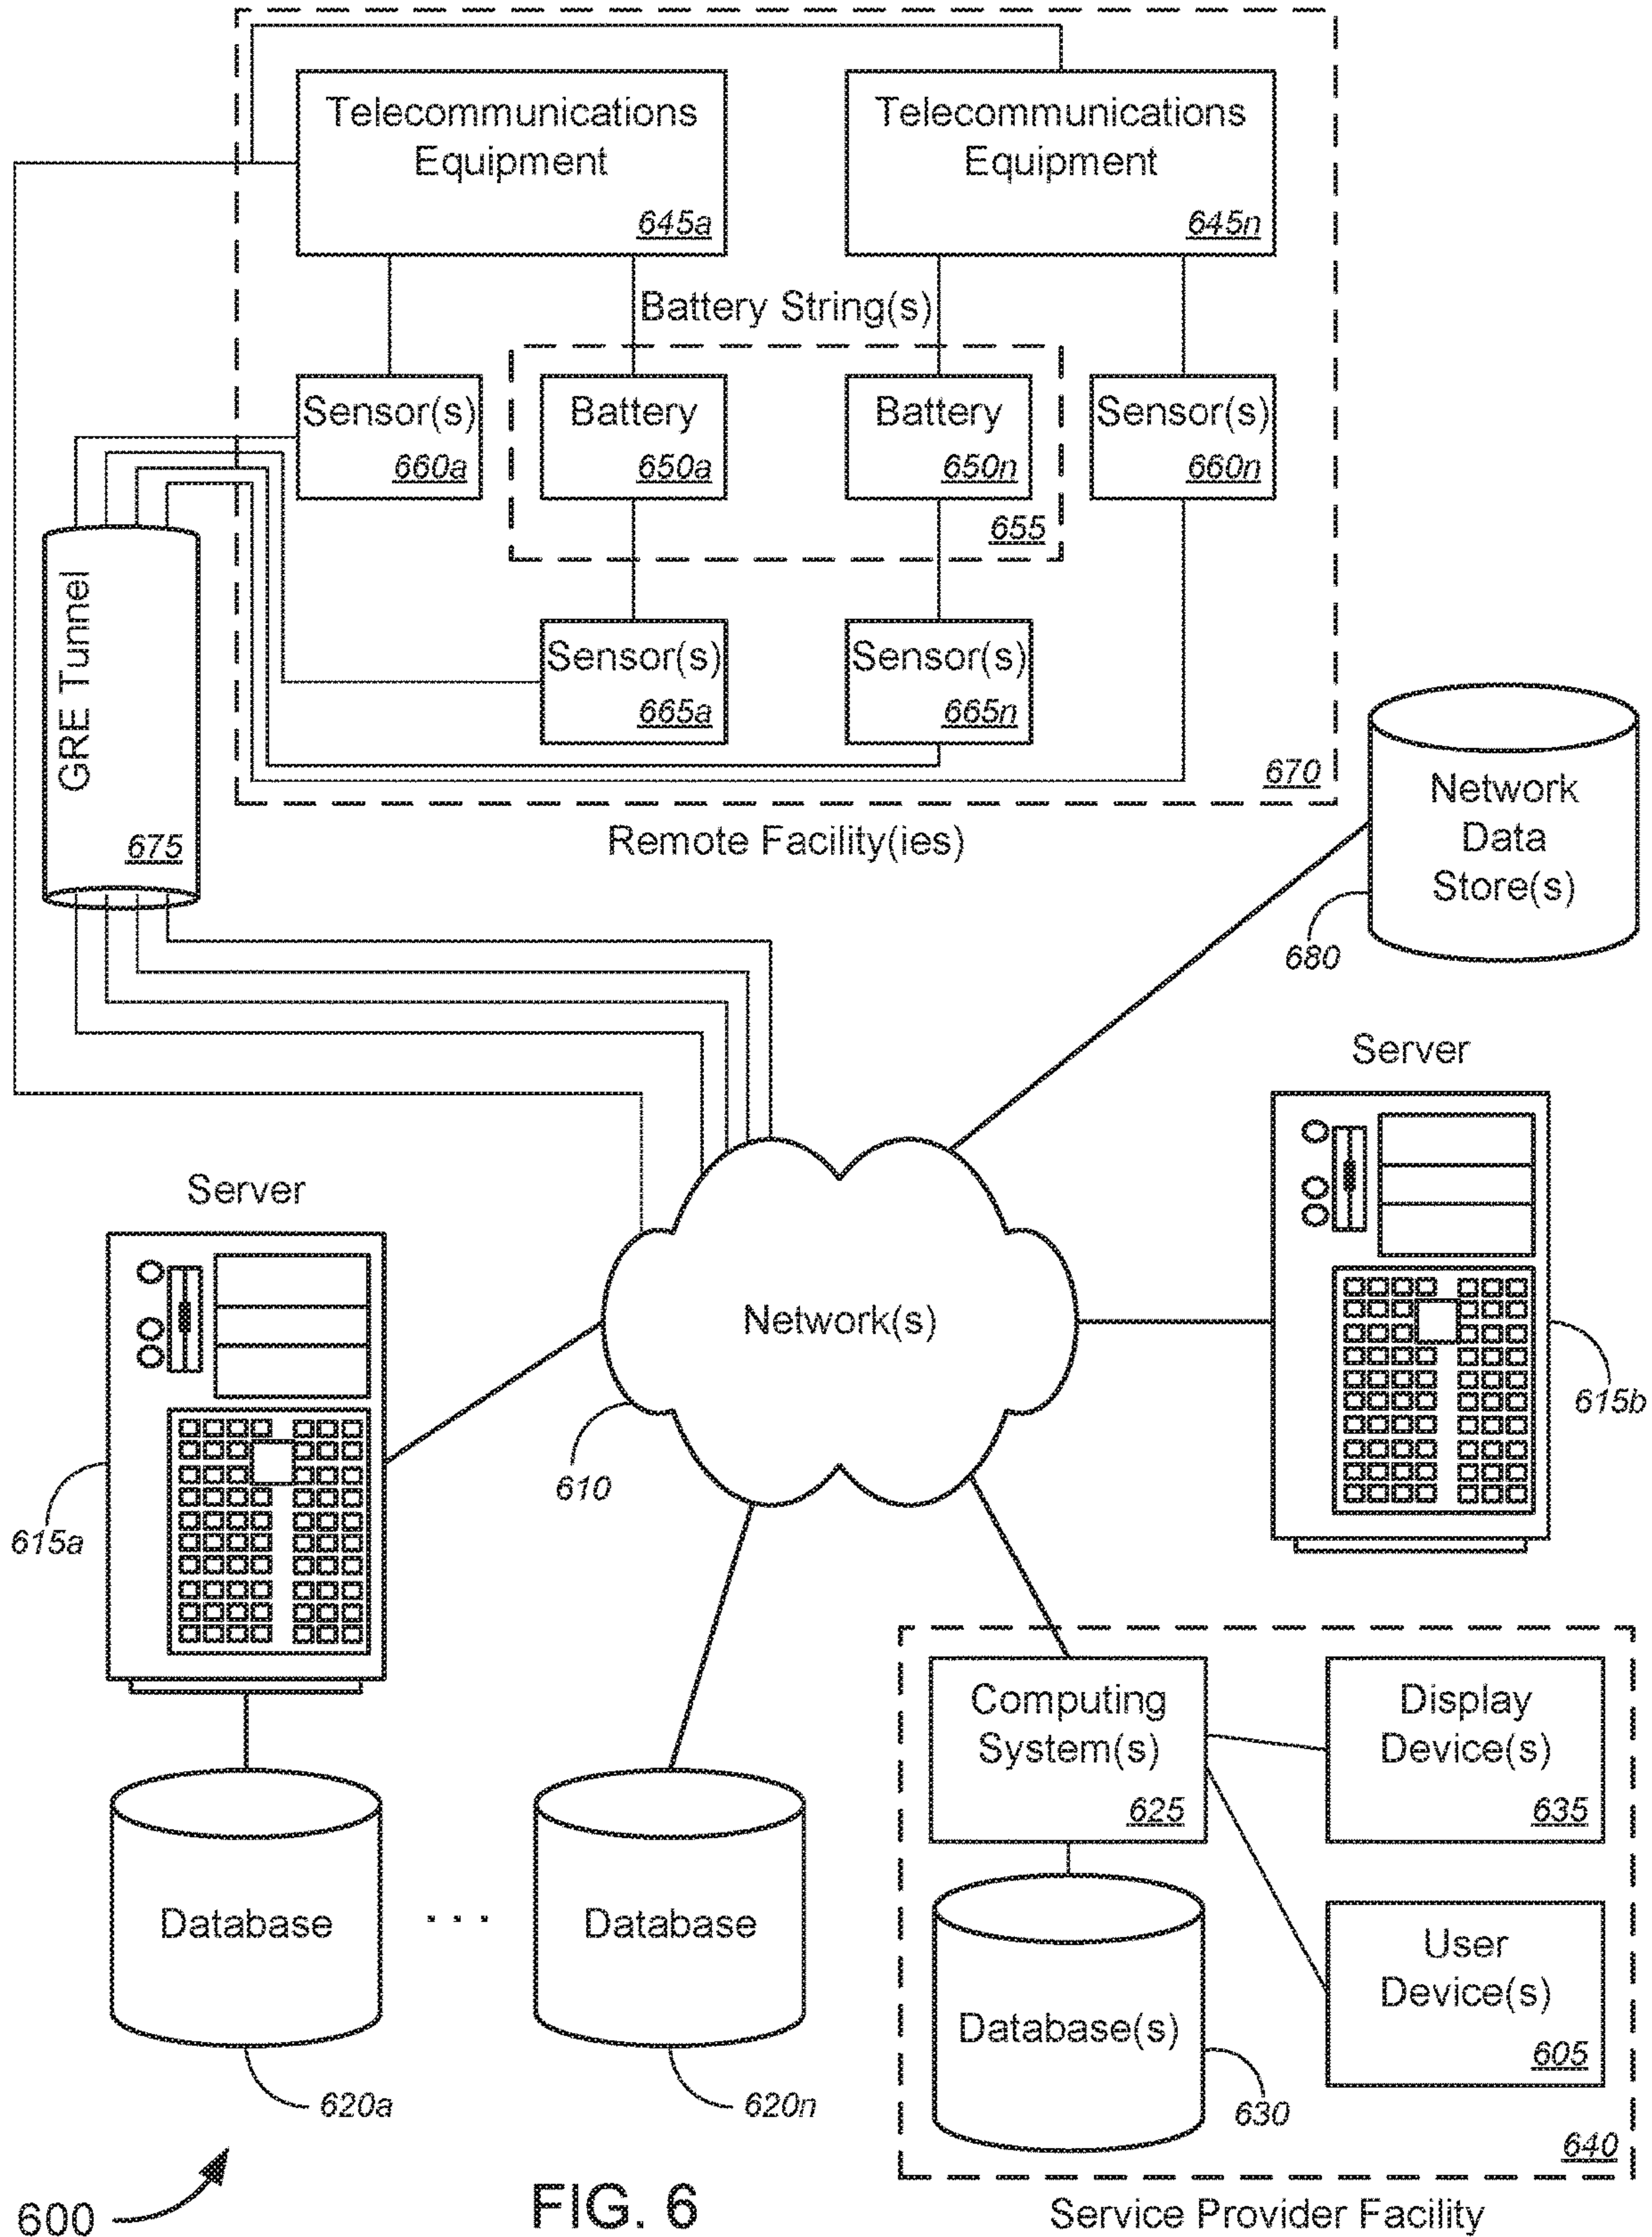 Telecommunications
Equipment
645a
Telecommunications
Equipment
645n
Battery String(s)
Sensor(s)
660a
Battery
650a
Battery
650n
Sensor(s)
660n
655
GRE Tunnel
675
Sensor(s)
665a
Sensor(s)
665n
670
Remote Facility(ies)
Network
Data
Store(s)
680
Server
Server
Network(s)
610
615a
615b
Computing
System(s)
625
Display
Device(s)
635
Database
. . .
Database
User
Device(s)
605
Database(s)
630
620a
620n
640
600
FIG. 6
Service Provider Facility